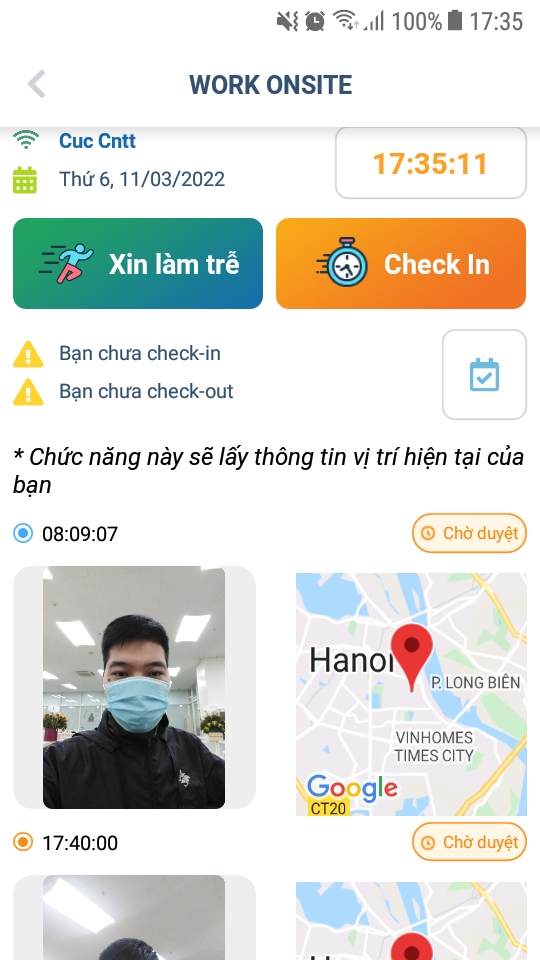 100% 17:35
WORK ONSITE
Cuc Cntt
Thứ 6, 11/03/2022
17:35:11
Xin làm trễ
Check In
Bạn chưa check-in
Bạn chưa check-out
* Chức năng này sẽ lấy thông tin vị trí hiện tại của
bạn
08:09:07
Chờ duyệt
Hanoi
P. LONG BIÊN
VINHOMES
TIMES CITY
Google
CT20
17:40:00
Chờ duyệt